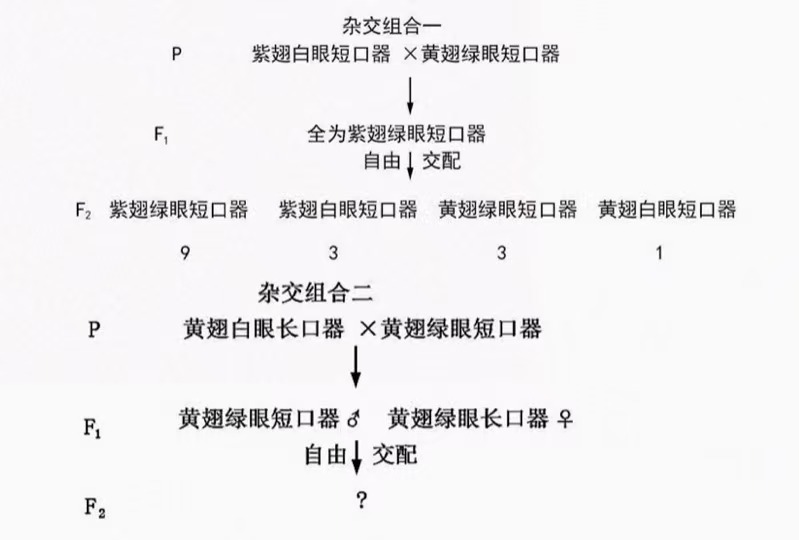 杂交组合一
P 紫翅白眼短口器 ×黄翅绿眼短口器
F₁ 全为紫翅绿眼短口器
自由 交配
F₂ 紫翅绿眼短口器 紫翅白眼短口器 黄翅绿眼短口器 黄翅白眼短口器
9 3 3 1
杂交组合二
P 黄翅白眼长口器 ×黄翅绿眼短口器
F₁ 黄翅绿眼短口器♂ 黄翅绿眼长口器♀
自由 交配
F₂ ?